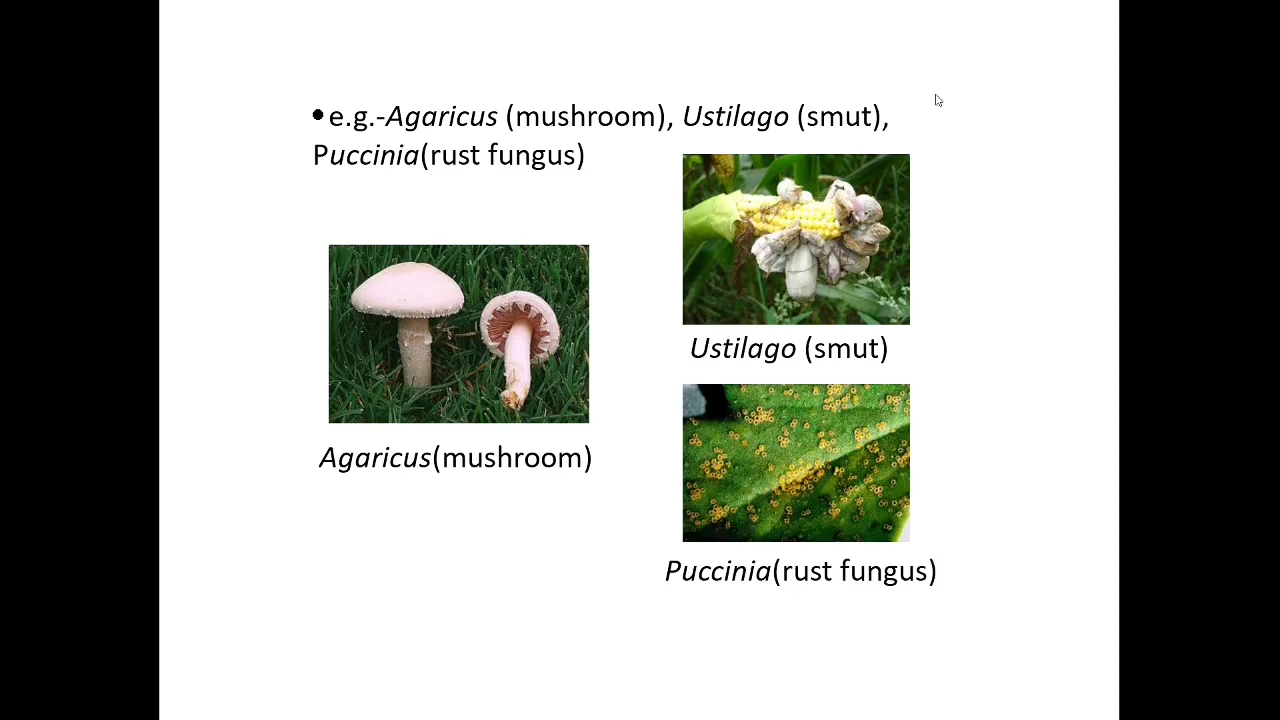 •e.g.-Agaricus (mushroom), Ustilago (smut),
Puccinia(rust fungus)
Ustilago (smut)
Agaricus(mushroom)
Puccinia(rust fungus)